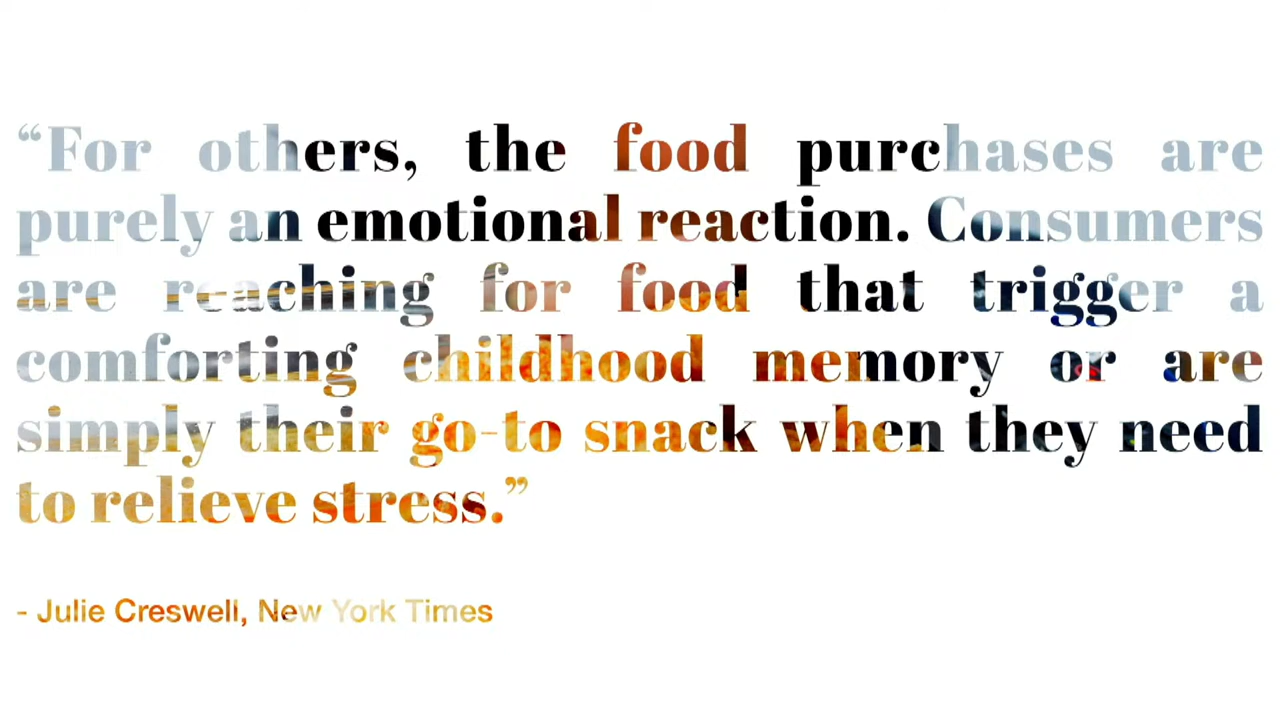 “For others, the food purchases are
purely an emotional reaction. Consumers
are reaching for food that trigger a
comforting childhood memory or are
simply their go-to snack when they need
to relieve stress.”
- Julie Creswell, New York Times